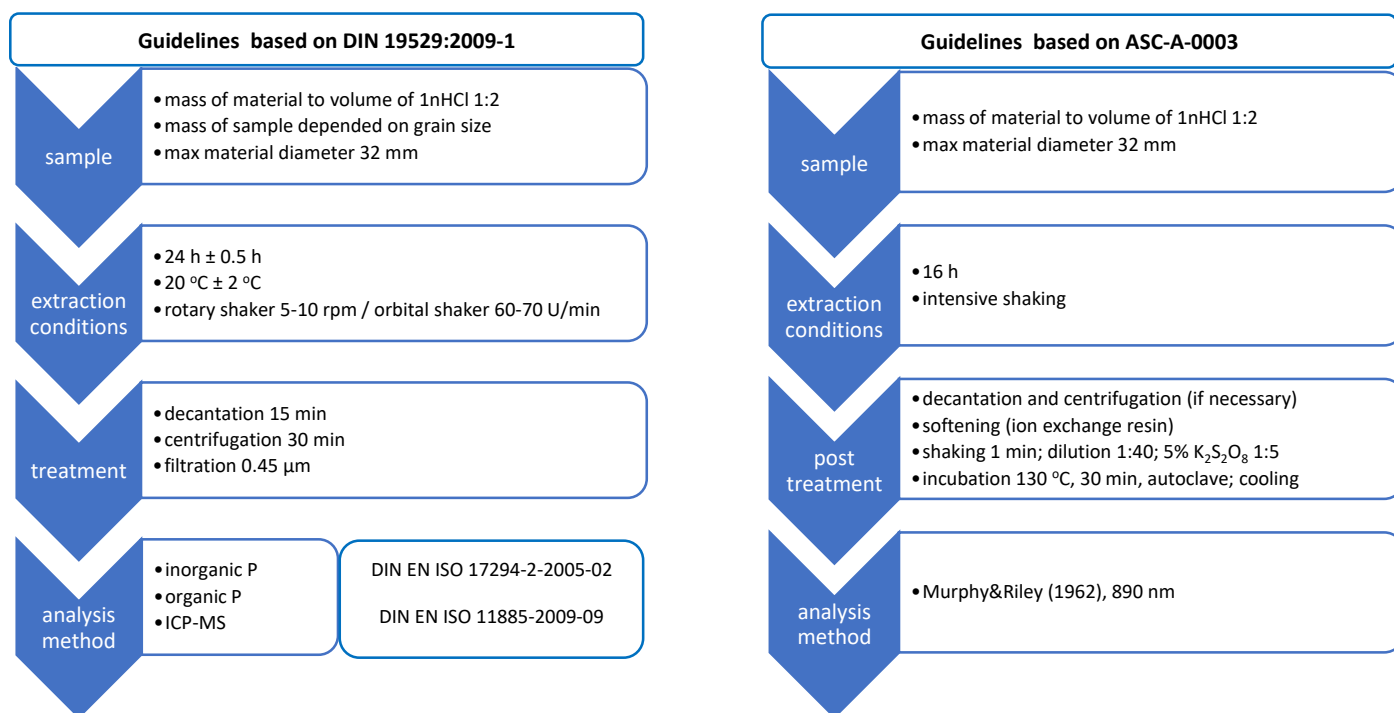 Guidelines  based on DIN 19529:2009-1
sample
•mass of material to volume of 1nHCl 1:2
•mass of sample depended on grain size
•max material diameter 32 mm
extraction
conditions
•24 h ± 0.5 h
•20 ᵒC ± 2 ᵒC
•rotary shaker 5-10 rpm / orbital shaker 60-70 U/min
treatment
•decantation 15 min
•centrifugation 30 min
•filtration 0.45 µm
analysis
method
•inorganic P
•organic P
•ICP-MS
DIN EN ISO 17294-2-2005-02
DIN EN ISO 11885-2009-09
Guidelines  based on ASC-A-0003
sample
•mass of material to volume of 1nHCl 1:2
•max material diameter 32 mm
extraction
conditions
•16 h
•intensive shaking
post
treatment
•decantation and centrifugation (if necessary)
•softening (ion exchange resin)
•shaking 1 min; dilution 1:40; 5% K₂S₂O₈ 1:5
•incubation 130 ᵒC, 30 min, autoclave; cooling
analysis
method
•Murphy&Riley (1962), 890 nm